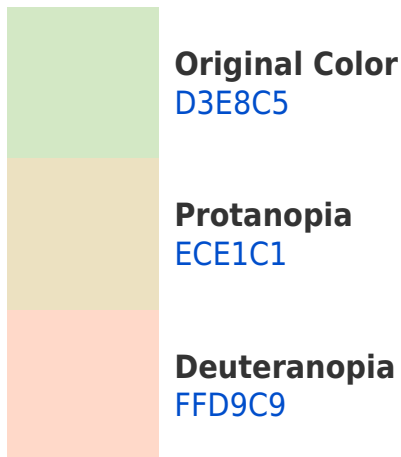 Original Color
D3E8C5
Protanopia
ECE1C1
Deuteranopia
FFD9C9